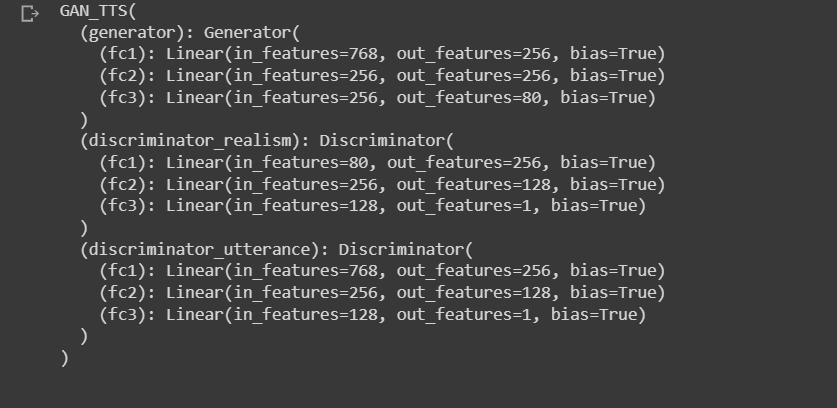 GAN_TTS(
  (generator): Generator(
    (fc1): Linear(in_features=768, out_features=256, bias=True)
    (fc2): Linear(in_features=256, out_features=256, bias=True)
    (fc3): Linear(in_features=256, out_features=80, bias=True)
  )
  (discriminator_realism): Discriminator(
    (fc1): Linear(in_features=80, out_features=256, bias=True)
    (fc2): Linear(in_features=256, out_features=128, bias=True)
    (fc3): Linear(in_features=128, out_features=1, bias=True)
  )
  (discriminator_utterance): Discriminator(
    (fc1): Linear(in_features=768, out_features=256, bias=True)
    (fc2): Linear(in_features=256, out_features=128, bias=True)
    (fc3): Linear(in_features=128, out_features=1, bias=True)
  )
)